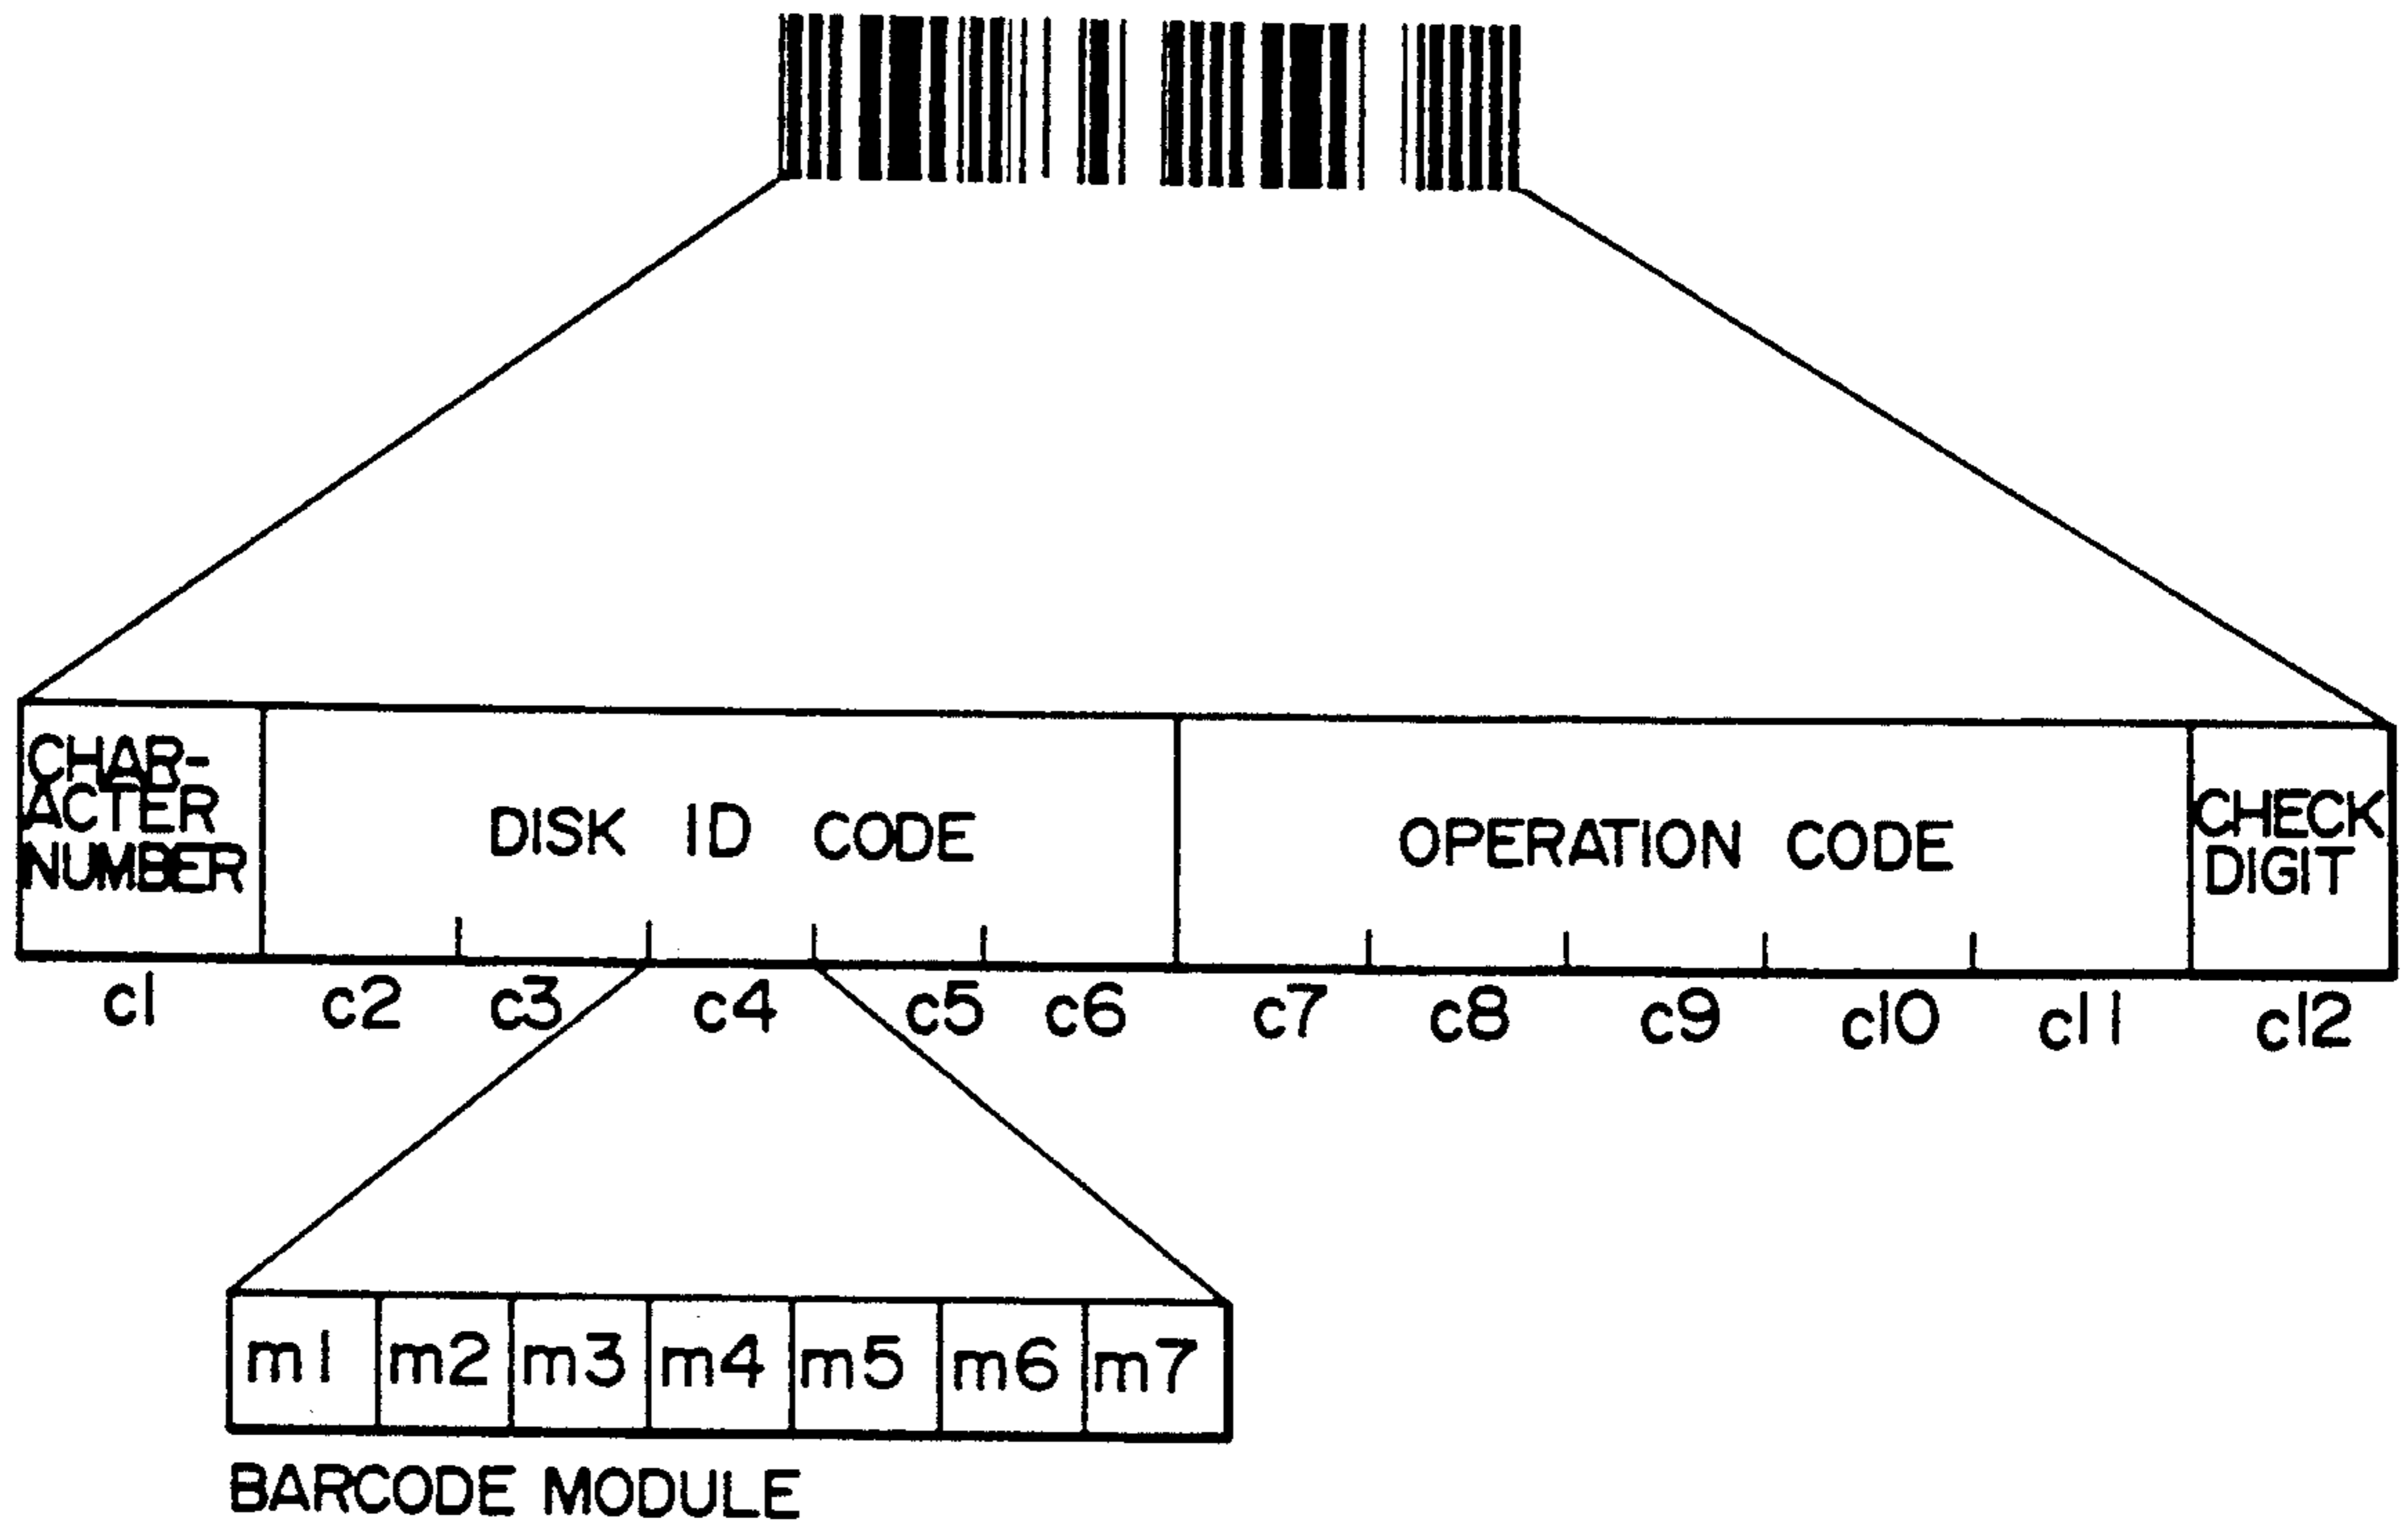 CHAR-
ACTER
NUMBER
DISK ID CODE
OPERATION CODE
CHECK
DIGIT
c1 c2 c3 c4 c5 c6 c7 c8 c9 c10 c11 c12
m1 m2 m3 m4 m5 m6 m7
BARCODE MODULE